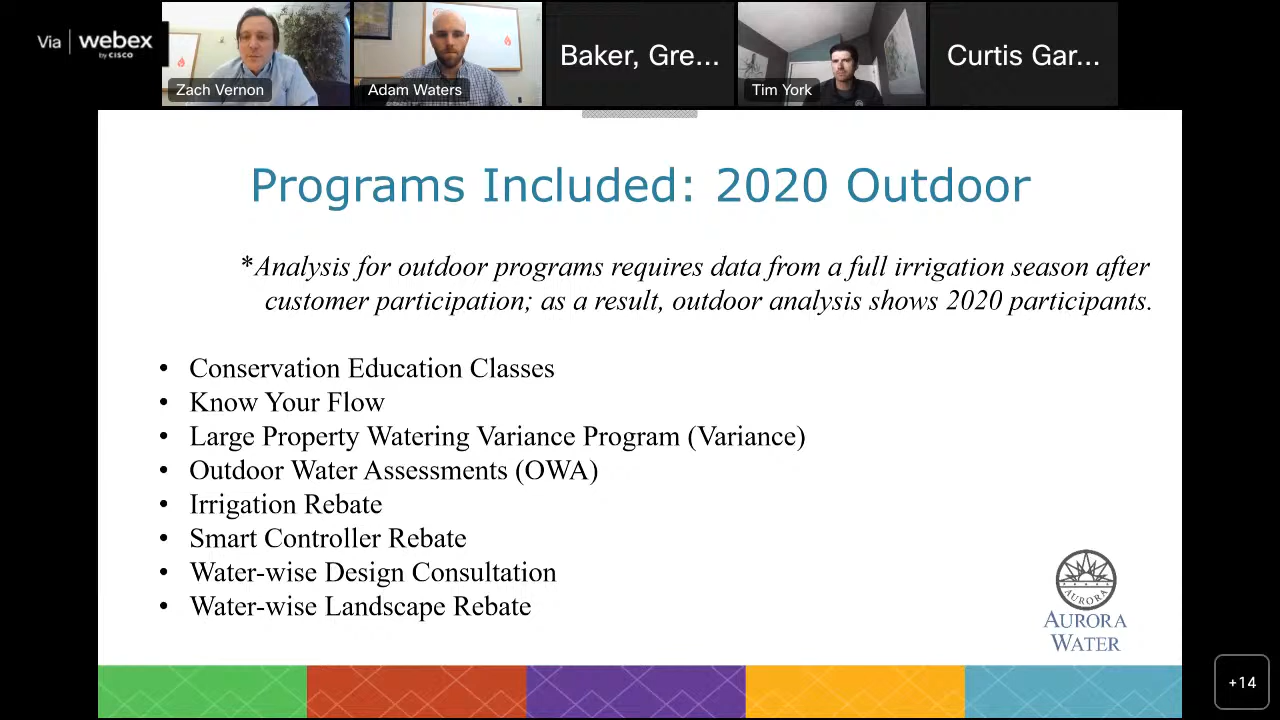 Via webex
by CISCO
Zach Vernon
Adam Waters
Baker, Gre...
Tim York
Curtis Gar...
Programs Included: 2020 Outdoor
*Analysis for outdoor programs requires data from a full irrigation season after
customer participation; as a result, outdoor analysis shows 2020 participants.
• Conservation Education Classes
• Know Your Flow
• Large Property Watering Variance Program (Variance)
• Outdoor Water Assessments (OWA)
• Irrigation Rebate
• Smart Controller Rebate
• Water-wise Design Consultation
• Water-wise Landscape Rebate
AURORA
AURORA
WATER
+14